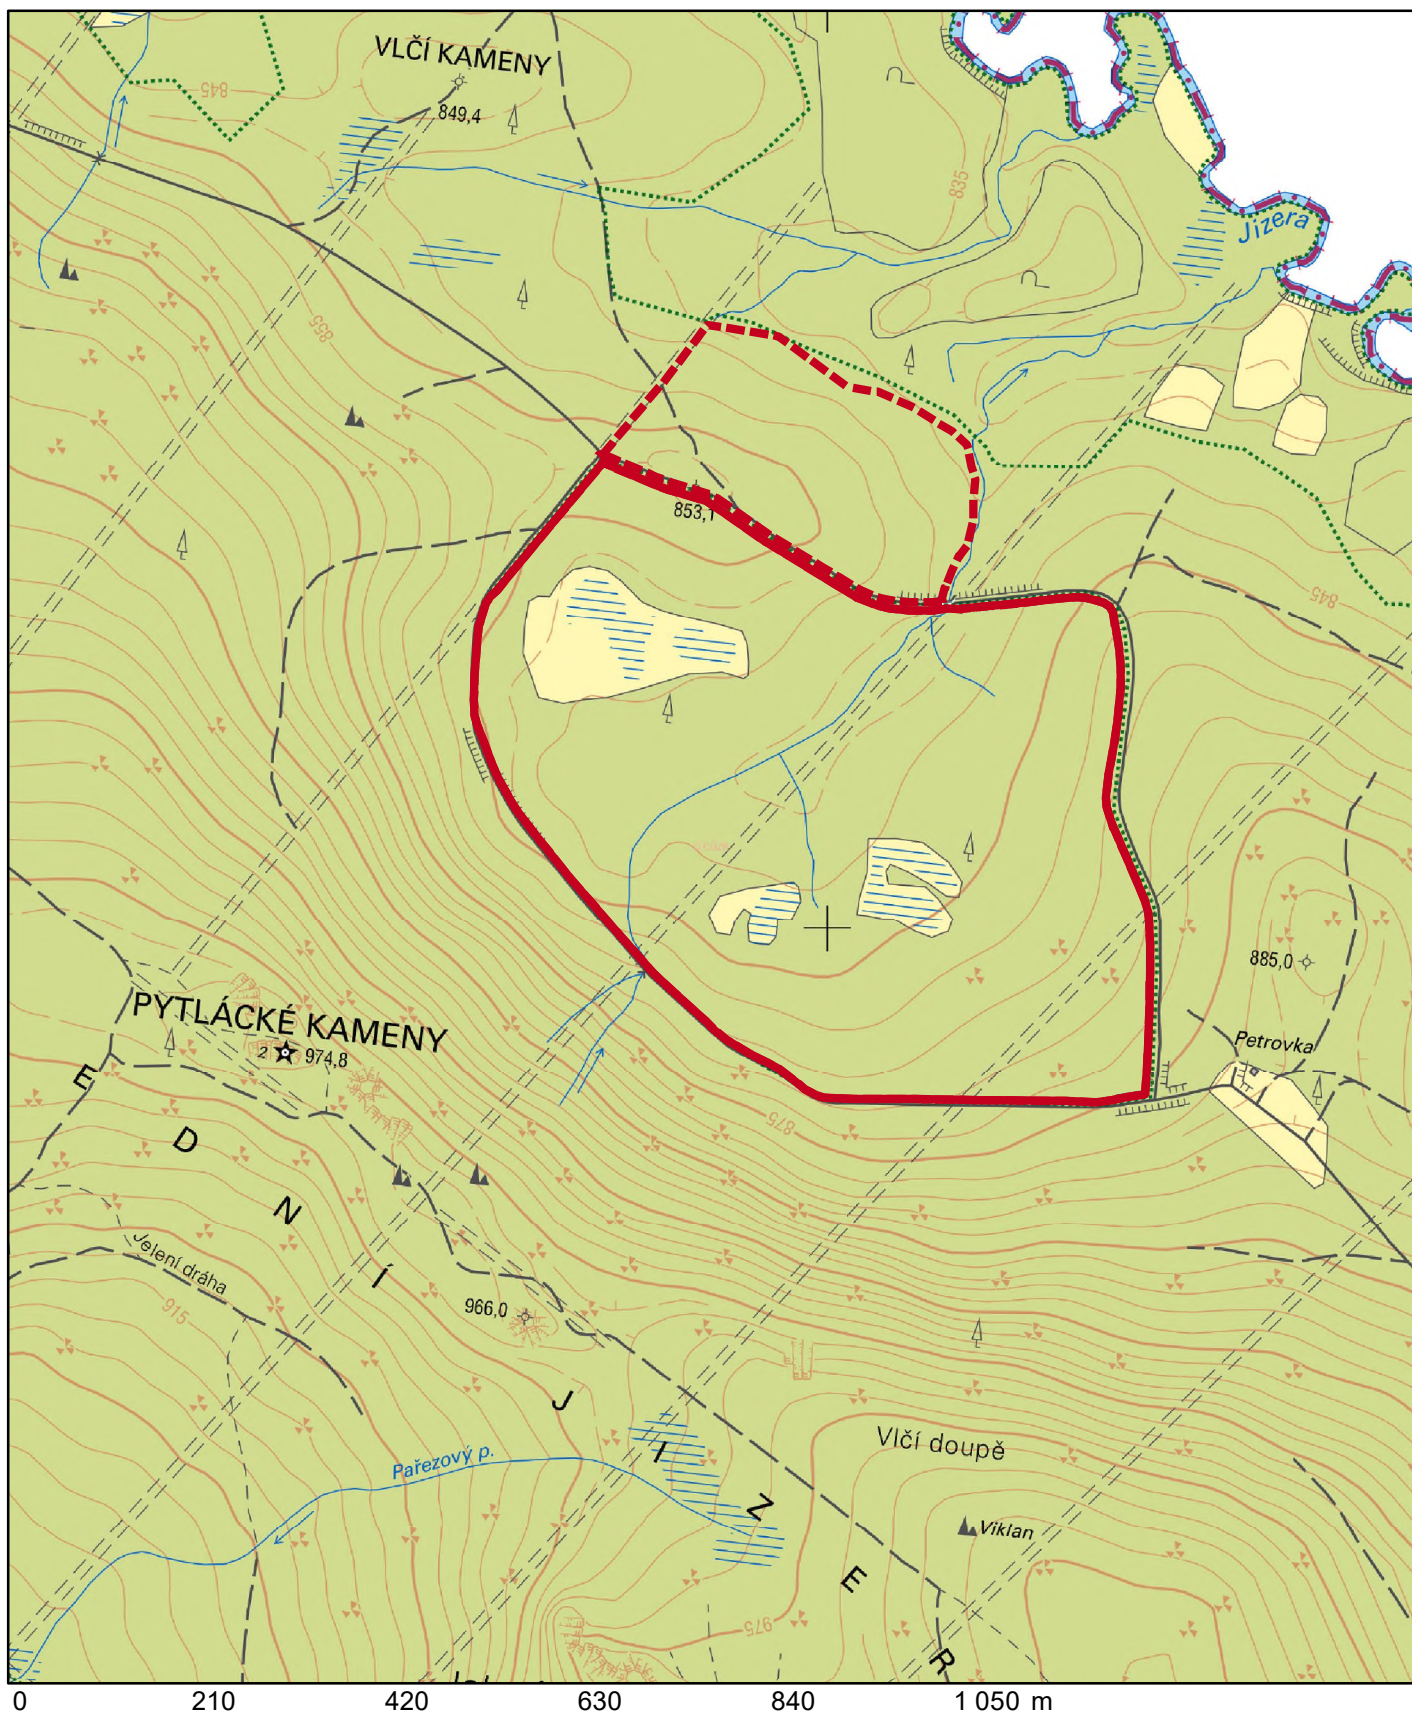 VLČÍ KAMENY
845
849,4
835
Jizera
855
853,1
845
885,0
PYTLÁCKÉ KAMENY
2
974,8
Petrovka
875
E
D
N
Í
Jelení dráha
915
966,0
J
I
Z
E
R
Vlčí doupě
Pařezový p.
Viklan
975
0 210 420 630 840 1 050 m